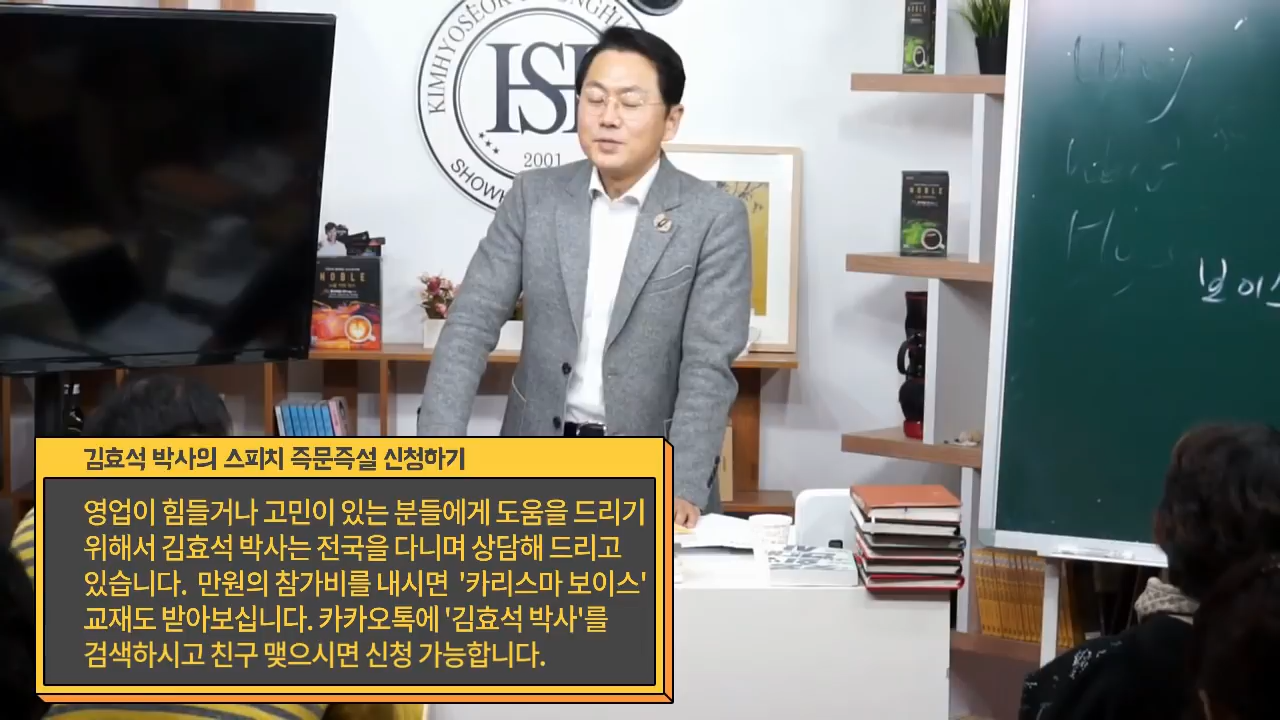 KIMHYOSEOK
HSH
2001
SHOWH
NOBLE
NOBLE
보이스
김효석 박사의 스피치 즉문즉설 신청하기
영업이 힘들거나 고민이 있는 분들에게 도움을 드리기
위해서 김효석 박사는 전국을 다니며 상담해 드리고
있습니다. 만원의 참가비를 내시면 '카리스마 보이스'
교재도 받아보십니다. 카카오톡에 '김효석 박사'를
검색하시고 친구 맺으시면 신청 가능합니다.